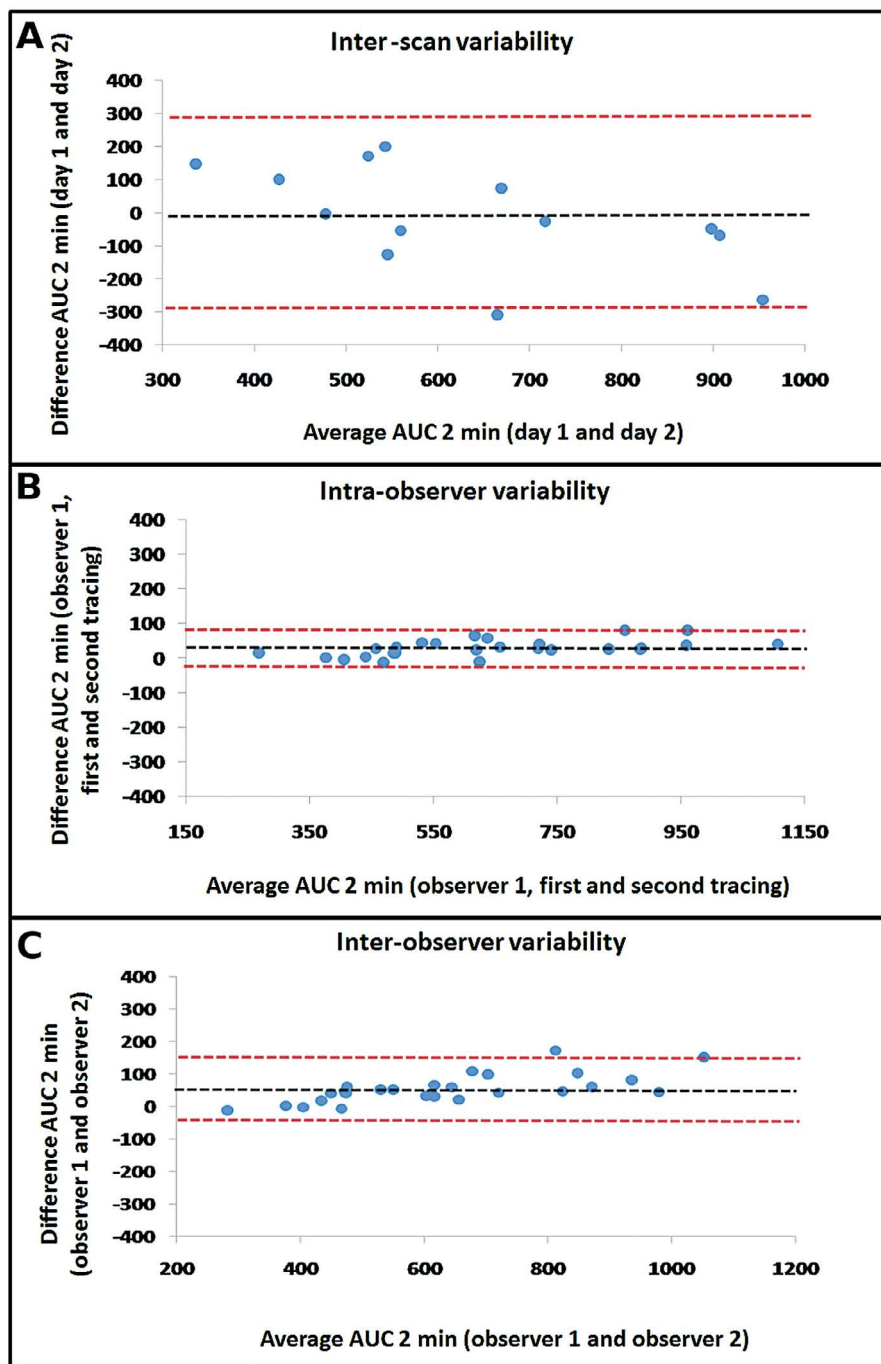 A
Inter-scan variability
Difference AUC 2 min (day 1 and day 2)
400
300
200
100
0
-100
-200
-300
-400
300 400 500 600 700 800 900 1000
Average AUC 2 min (day 1 and day 2)
B
Intra-observer variability
Difference AUC 2 min (observer 1,
first and second tracing)
400
300
200
100
0
-100
-200
-300
-400
150 350 550 750 950 1150
Average AUC 2 min (observer 1, first and second tracing)
C
Inter-observer variability
Difference AUC 2 min
(observer 1 and observer 2)
400
300
200
100
0
-100
-200
-300
-400
200 400 600 800 1000 1200
Average AUC 2 min (observer 1 and observer 2)